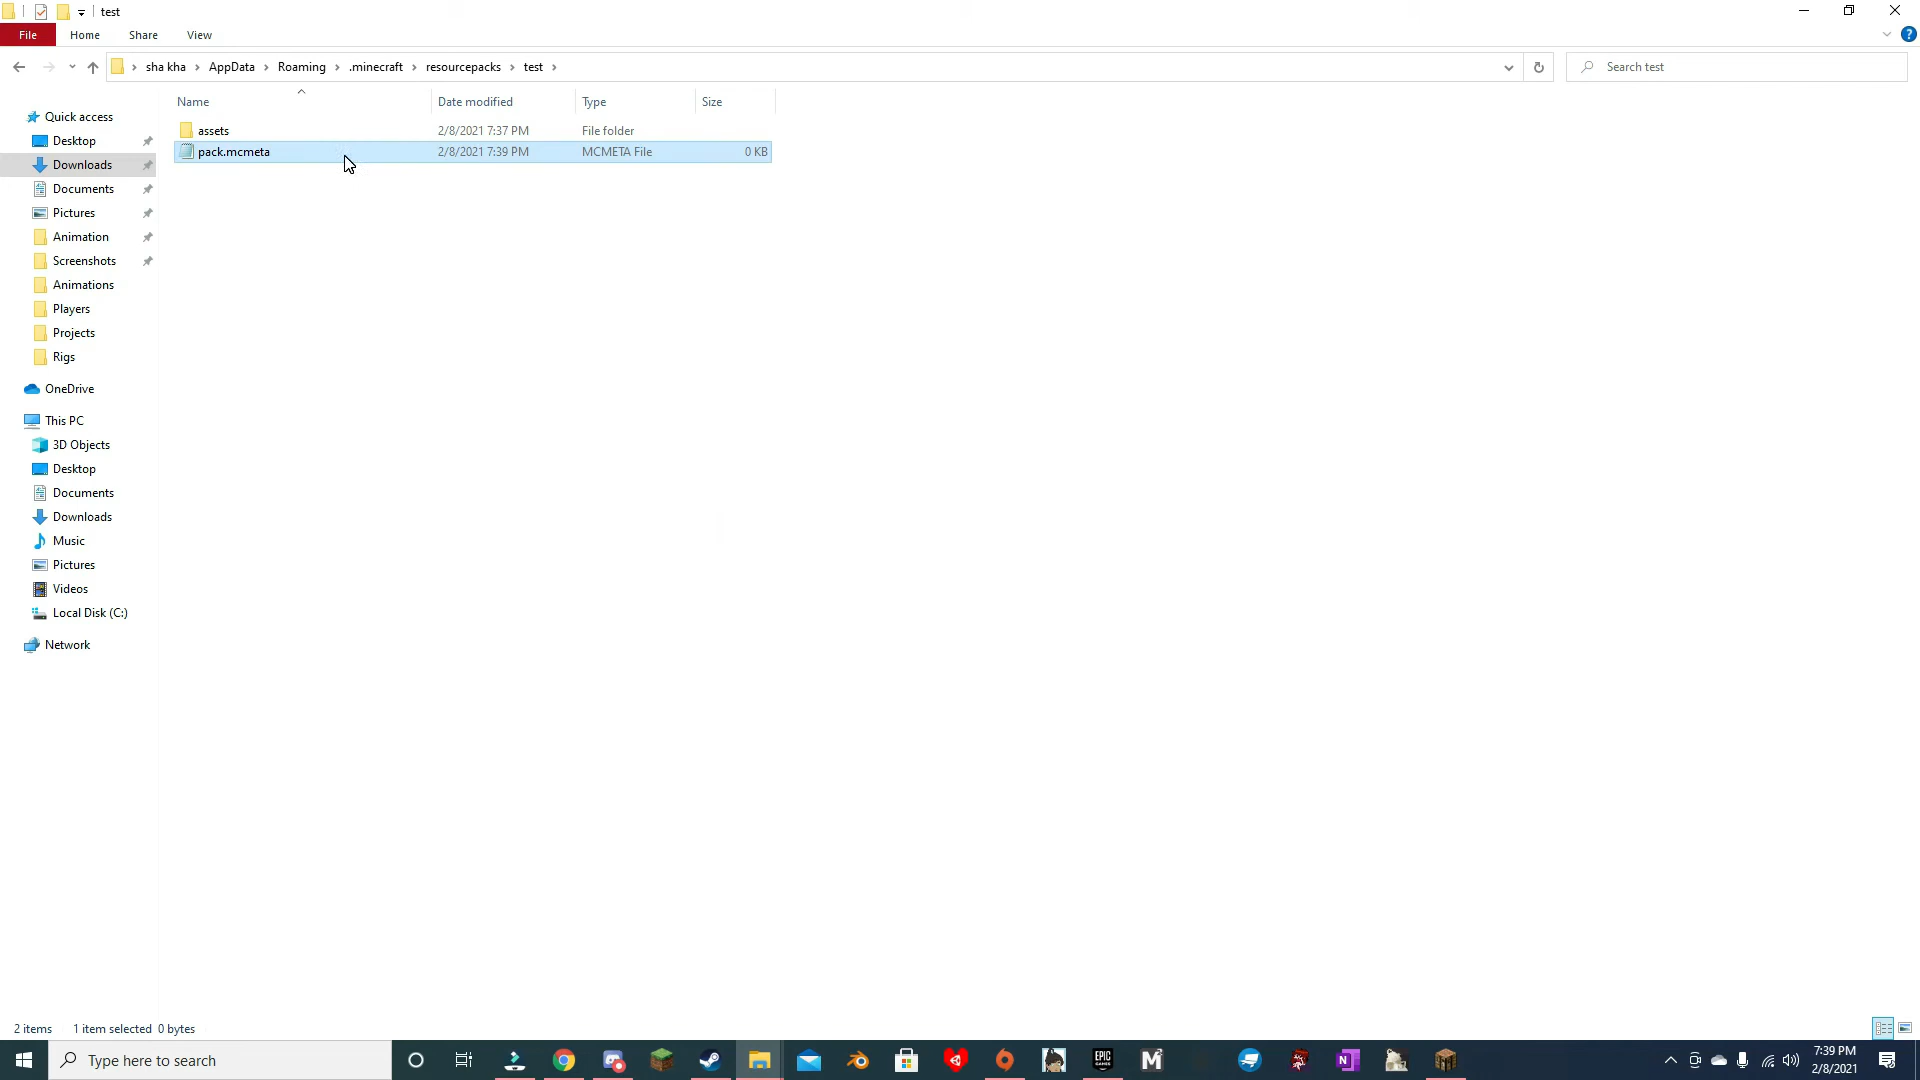 test
File Home Share View
sha kha AppData Roaming .minecraft resourcepacks test
Search test
Name Date modified Type Size
assets 2/8/2021 7:37 PM File folder
pack.mcmeta 2/8/2021 7:39 PM MCMETA File 0 KB
Quick access
Desktop
Downloads
Documents
Pictures
Animation
Screenshots
Animations
Players
Projects
Rigs
OneDrive
This PC
3D Objects
Desktop
Documents
Downloads
Music
Pictures
Videos
Local Disk (C:)
Network
2 items 1 item selected 0 bytes
Type here to search
EPIC GAMES
M
N
7:39 PM
2/8/2021